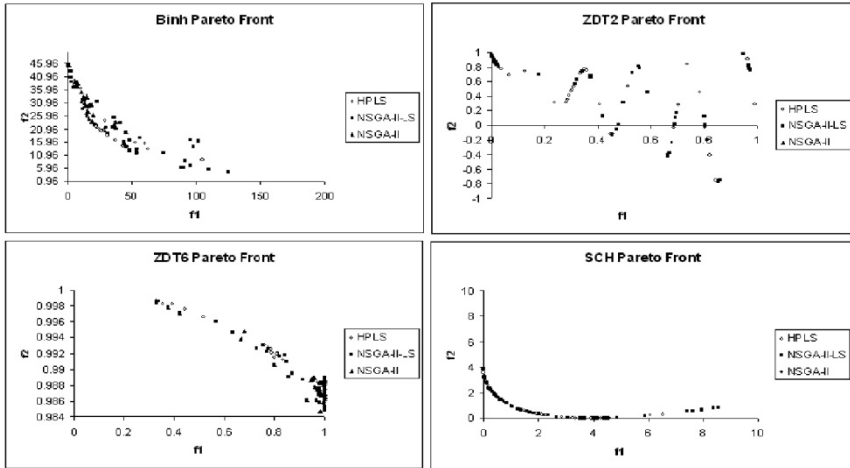 Binh Pareto Front
45.96
40.96
35.96
30.96
25.96
20.96
15.96
10.96
5.96
0.96
f2
0
50
100
150
200
f1
HPLS
NSGA-II-LS
NSGA-II
ZDT2 Pareto Front
1
0.8
0.6
0.4
0.2
0
-0.2
-0.4
-0.6
-0.8
-1
f2
0
0.2
0.4
0.6
0.8
1
f1
HPLS
NSGA-II-LS
NSGA-II
ZDT6 Pareto Front
1
0.998
0.996
0.994
0.992
0.99
0.988
0.986
0.984
f2
0
0.2
0.4
0.6
0.8
1
f1
HPLS
NSGA-II-LS
NSGA-II
SCH Pareto Front
10
8
6
4
2
0
f2
0
2
4
6
8
10
f1
HPLS
NSGA-II-LS
NSGA-II